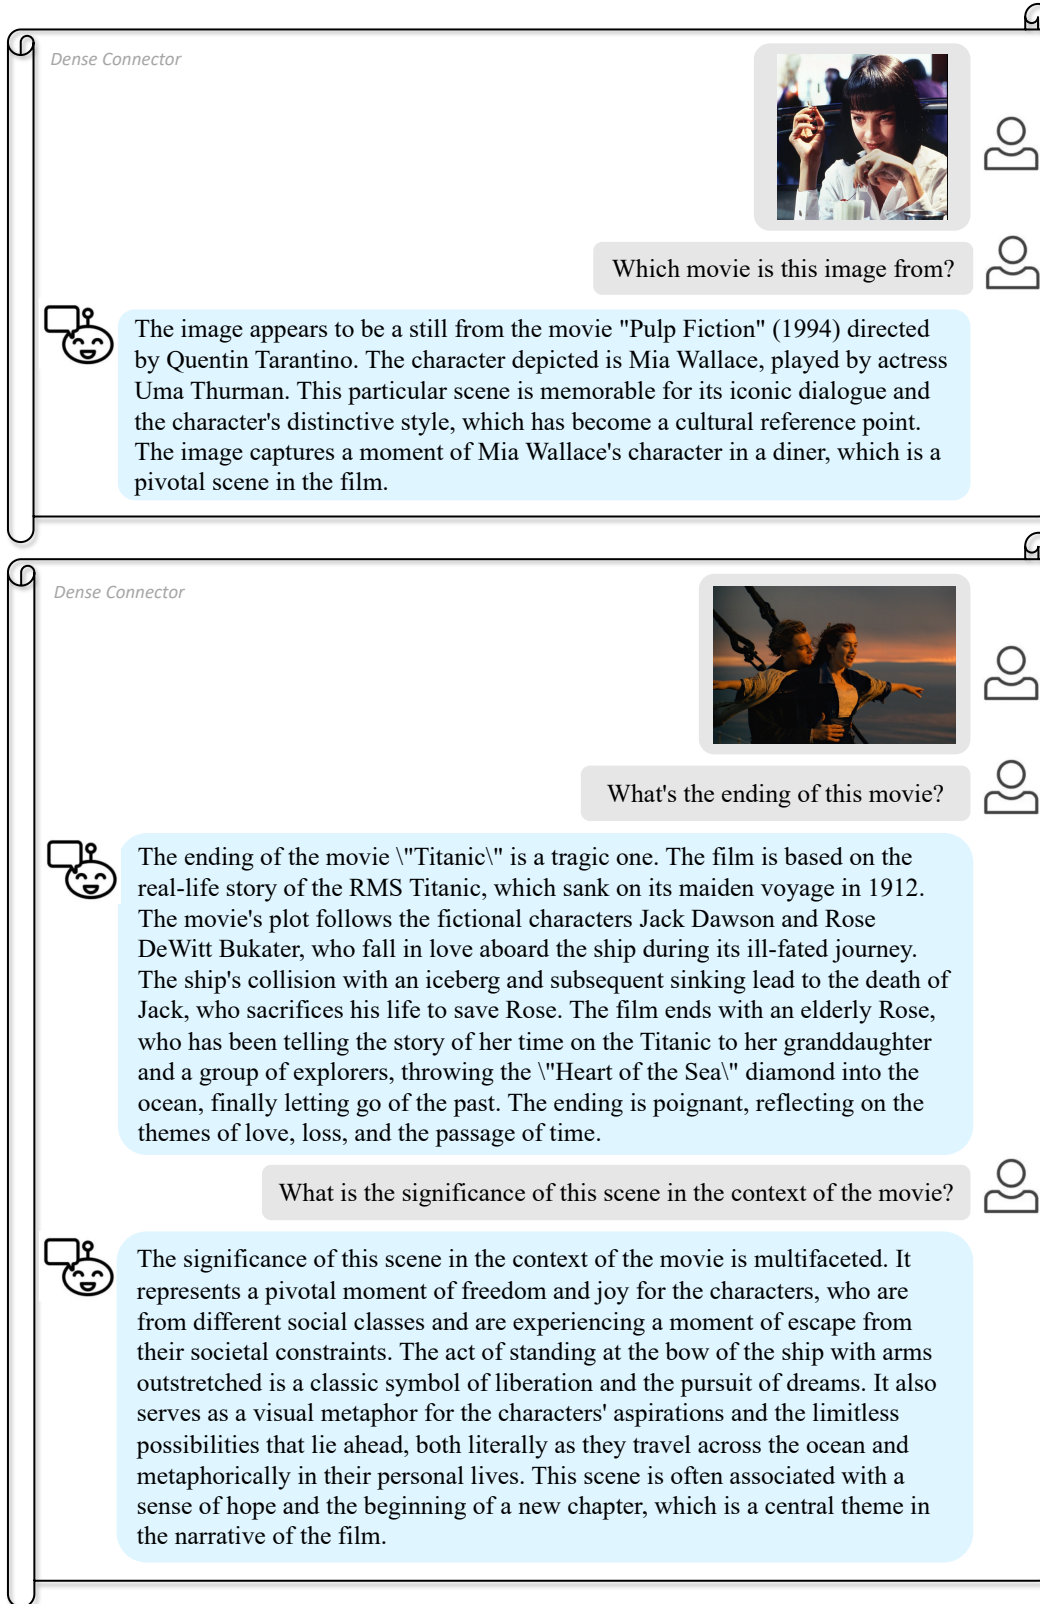 Dense Connector
Which movie is this image from?
The image appears to be a still from the movie "Pulp Fiction" (1994) directed
by Quentin Tarantino. The character depicted is Mia Wallace, played by actress
Uma Thurman. This particular scene is memorable for its iconic dialogue and
the character's distinctive style, which has become a cultural reference point.
The image captures a moment of Mia Wallace's character in a diner, which is a
pivotal scene in the film.
Dense Connector
What's the ending of this movie?
The ending of the movie \"Titanic\" is a tragic one. The film is based on the
real-life story of the RMS Titanic, which sank on its maiden voyage in 1912.
The movie's plot follows the fictional characters Jack Dawson and Rose
DeWitt Bukater, who fall in love aboard the ship during its ill-fated journey.
The ship's collision with an iceberg and subsequent sinking lead to the death of
Jack, who sacrifices his life to save Rose. The film ends with an elderly Rose,
who has been telling the story of her time on the Titanic to her granddaughter
and a group of explorers, throwing the \"Heart of the Sea\" diamond into the
ocean, finally letting go of the past. The ending is poignant, reflecting on the
themes of love, loss, and the passage of time.
What is the significance of this scene in the context of the movie?
The significance of this scene in the context of the movie is multifaceted. It
represents a pivotal moment of freedom and joy for the characters, who are
from different social classes and are experiencing a moment of escape from
their societal constraints. The act of standing at the bow of the ship with arms
outstretched is a classic symbol of liberation and the pursuit of dreams. It also
serves as a visual metaphor for the characters' aspirations and the limitless
possibilities that lie ahead, both literally as they travel across the ocean and
metaphorically in their personal lives. This scene is often associated with a
sense of hope and the beginning of a new chapter, which is a central theme in
the narrative of the film.